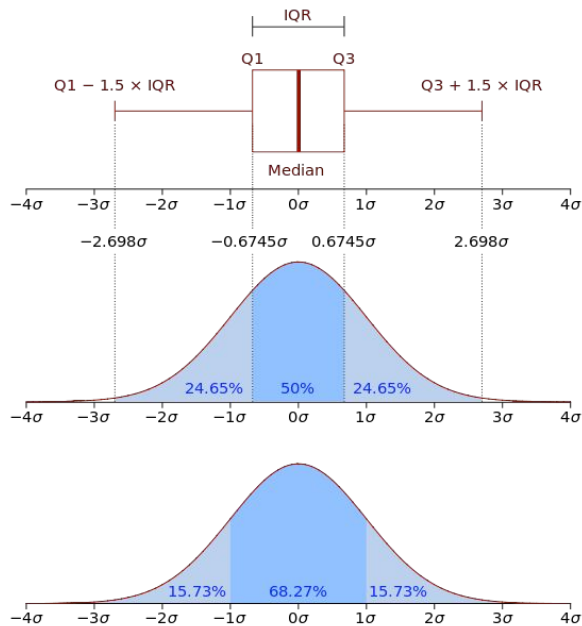 IQR
Q1 Q3
Q1 − 1.5 × IQR Q3 + 1.5 × IQR
Median
−4σ −3σ −2σ −1σ 0σ 1σ 2σ 3σ 4σ
−2.698σ −0.6745σ 0.6745σ 2.698σ
24.65% 50% 24.65%
−4σ −3σ −2σ −1σ 0σ 1σ 2σ 3σ 4σ
15.73% 68.27% 15.73%
−4σ −3σ −2σ −1σ 0σ 1σ 2σ 3σ 4σ